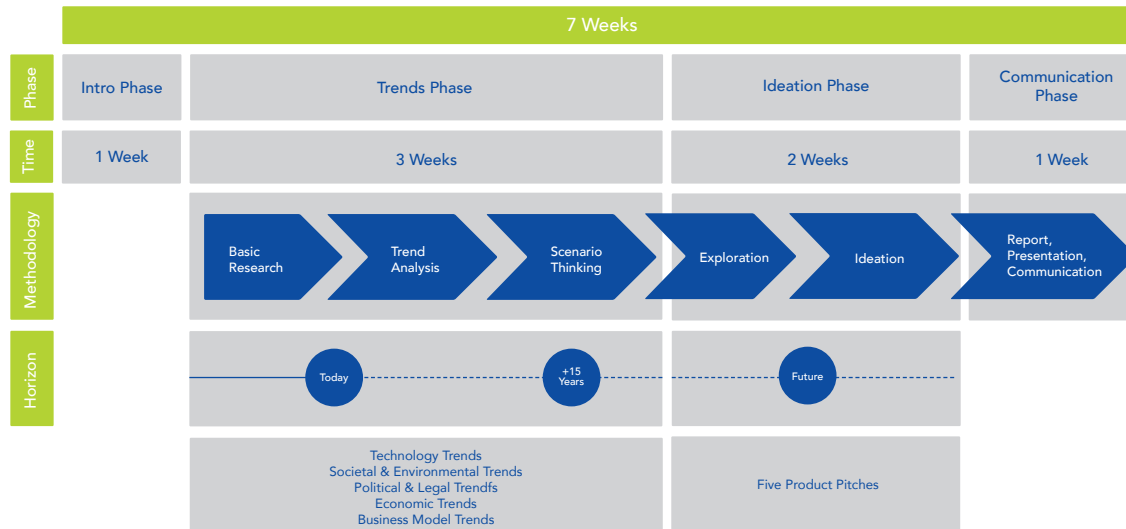 7 Weeks
Phase
Intro Phase
Trends Phase
Ideation Phase
Communication
Phase
Time
1 Week
3 Weeks
2 Weeks
1 Week
Methodology
Basic
Research
Trend
Analysis
Scenario
Thinking
Exploration
Ideation
Report,
Presentation,
Communication
Horizon
Today
+15
Years
Future
Technology Trends
Societal & Environmental Trends
Political & Legal Trendfs
Economic Trends
Business Model Trends
Five Product Pitches